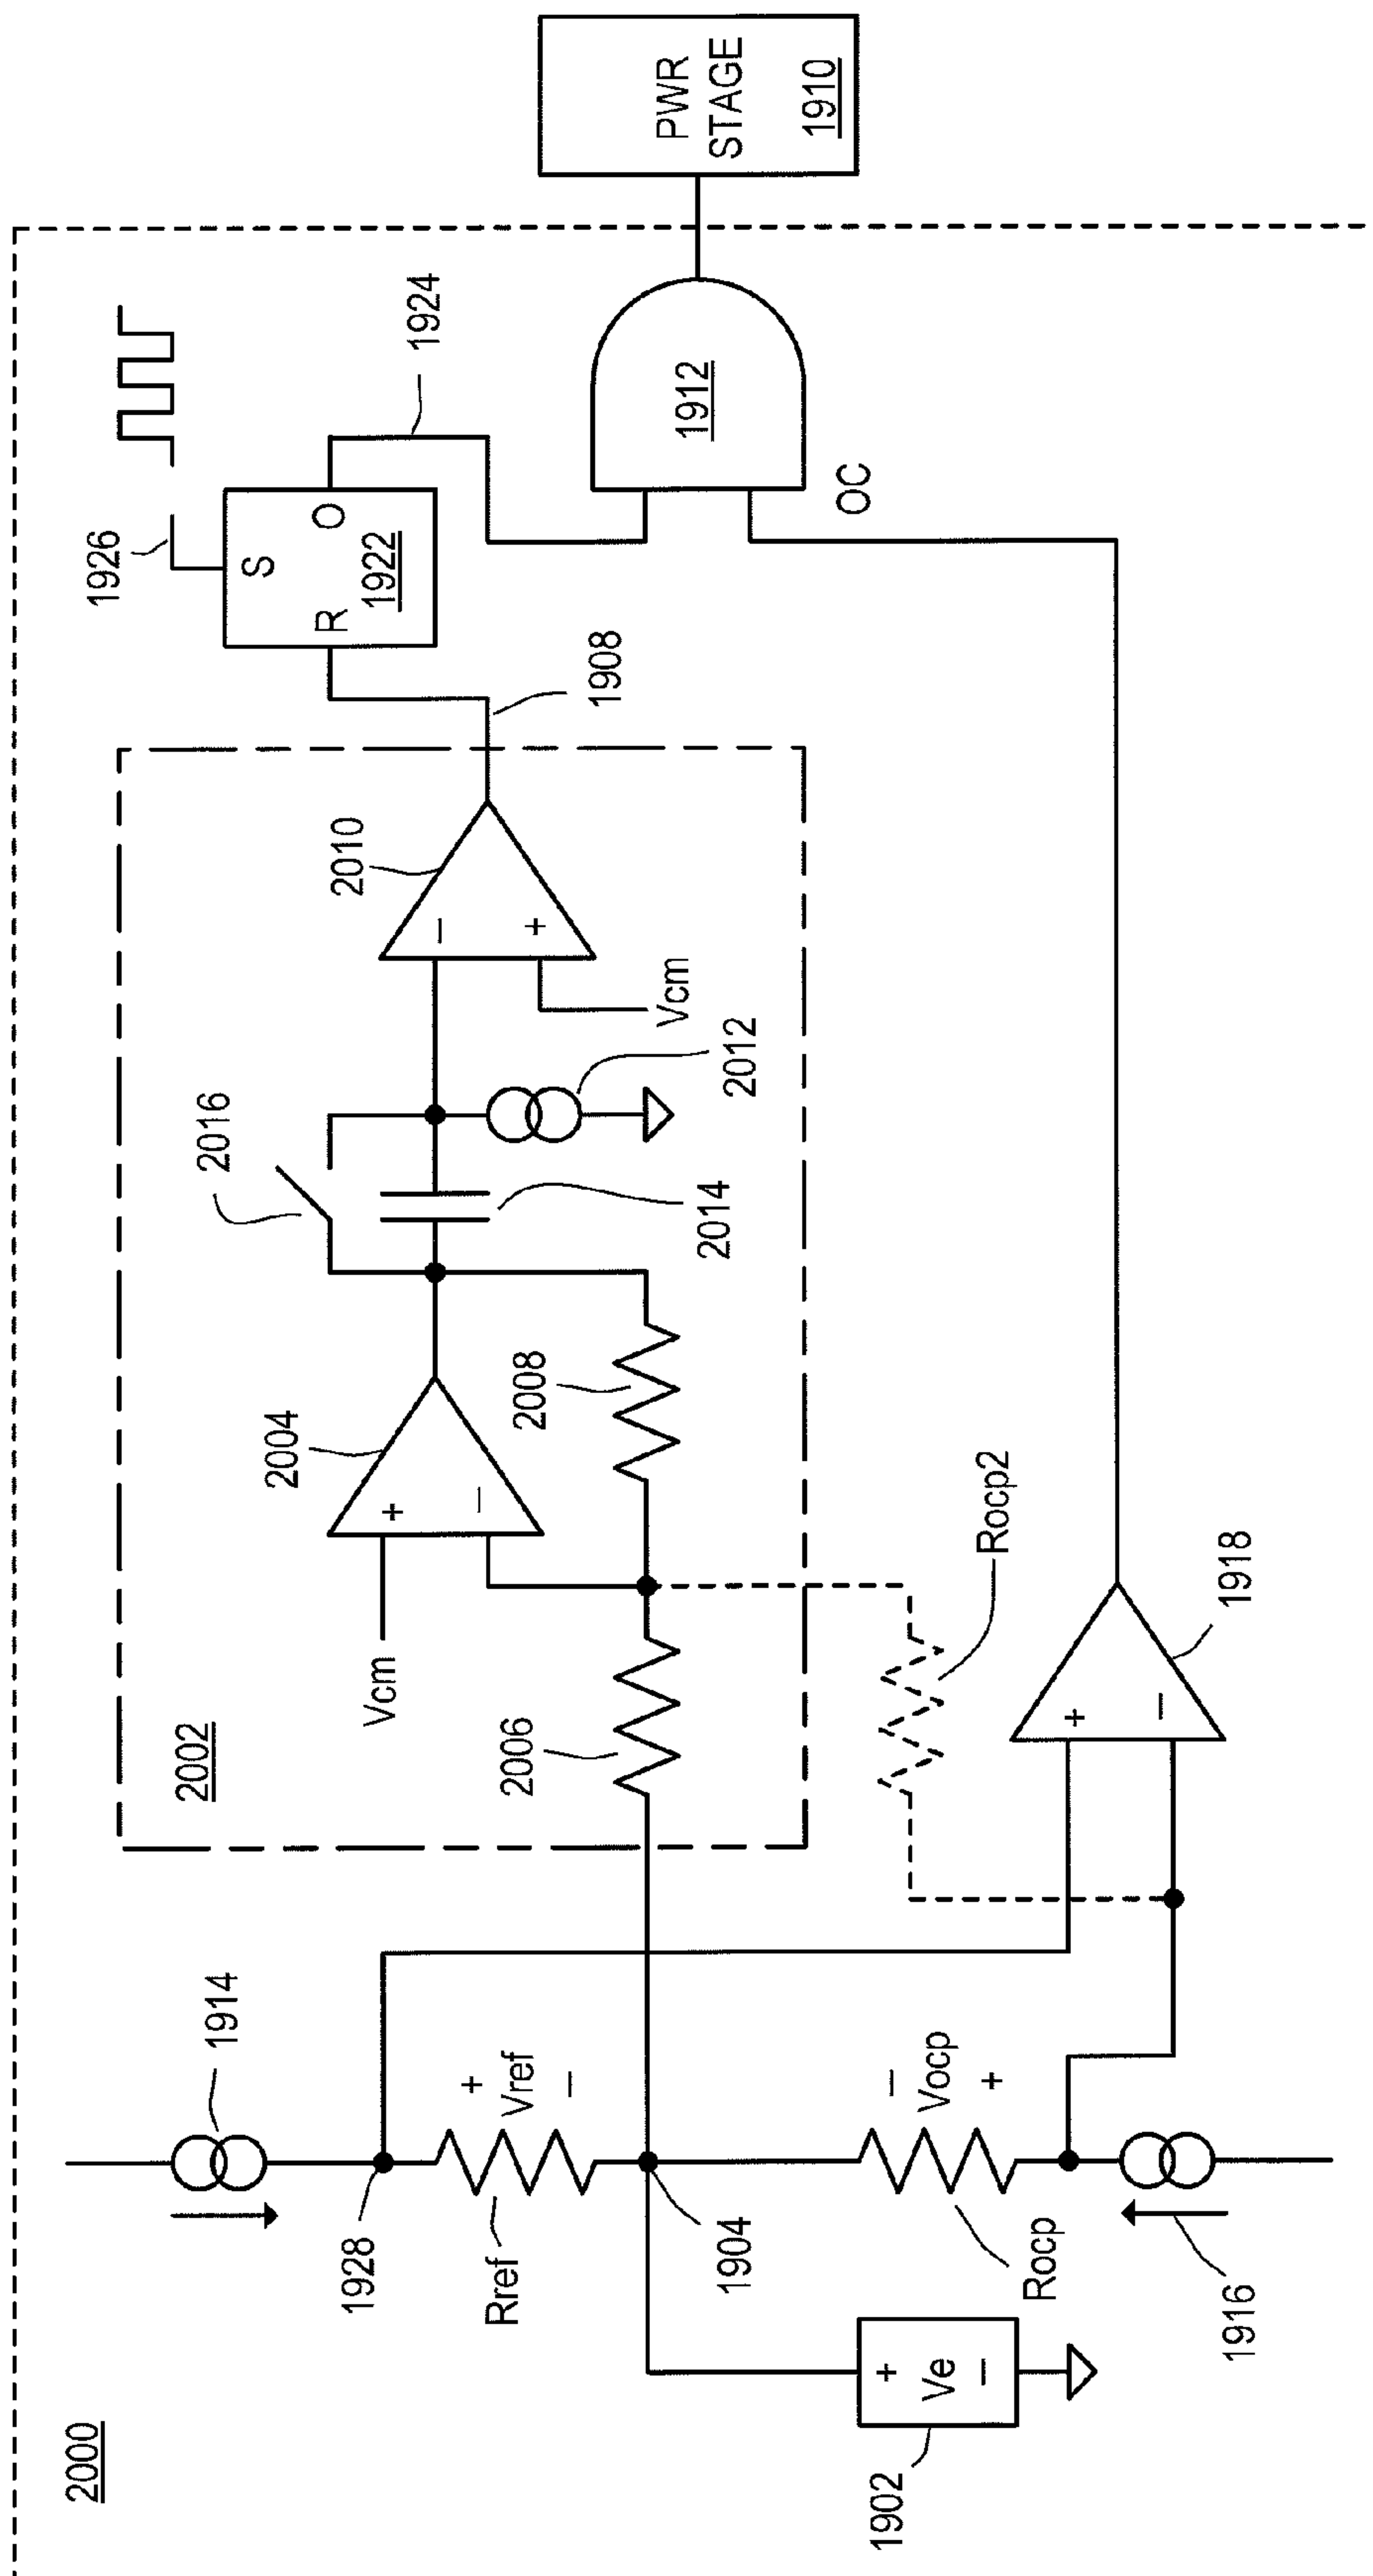 2000
1902
+
Ve
−
1928
Rref
1904
Rocp
1916
1914
+
Vref
−
−
Vocp
+
2002
Vcm
2006
2004
+
−
2008
Rocp2
+
−
1918
2016
2014
2012
Vcm
2010
−
+
1908
1926
S
R
O
1922
1924
OC
1912
PWR
STAGE
1910